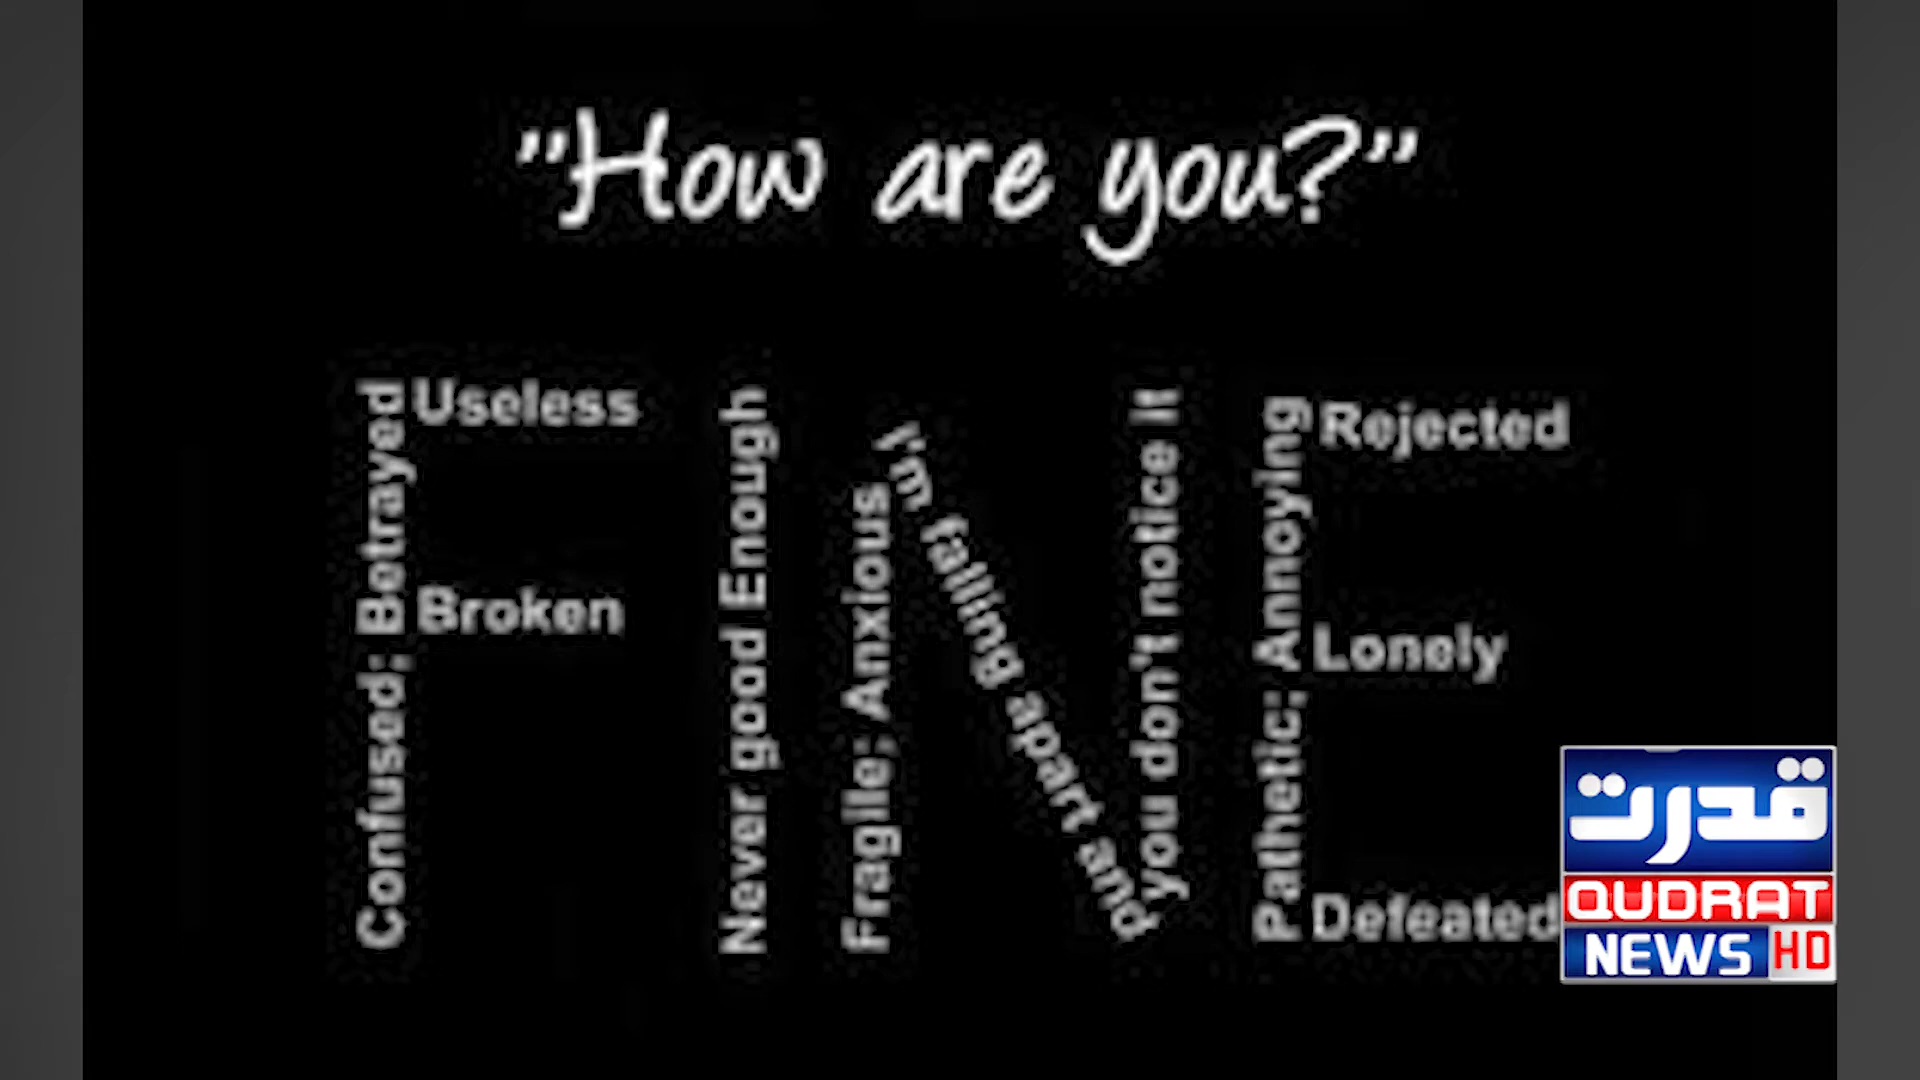 "How are you?"
Confused; Betrayed
Useless
Broken
Never good Enough
Fragile; Anxious
I'm falling apart and
you don't notice it
Pathetic; Annoying
Rejected
Lonely
Defeated
قدرت
QUDRAT
NEWS HD